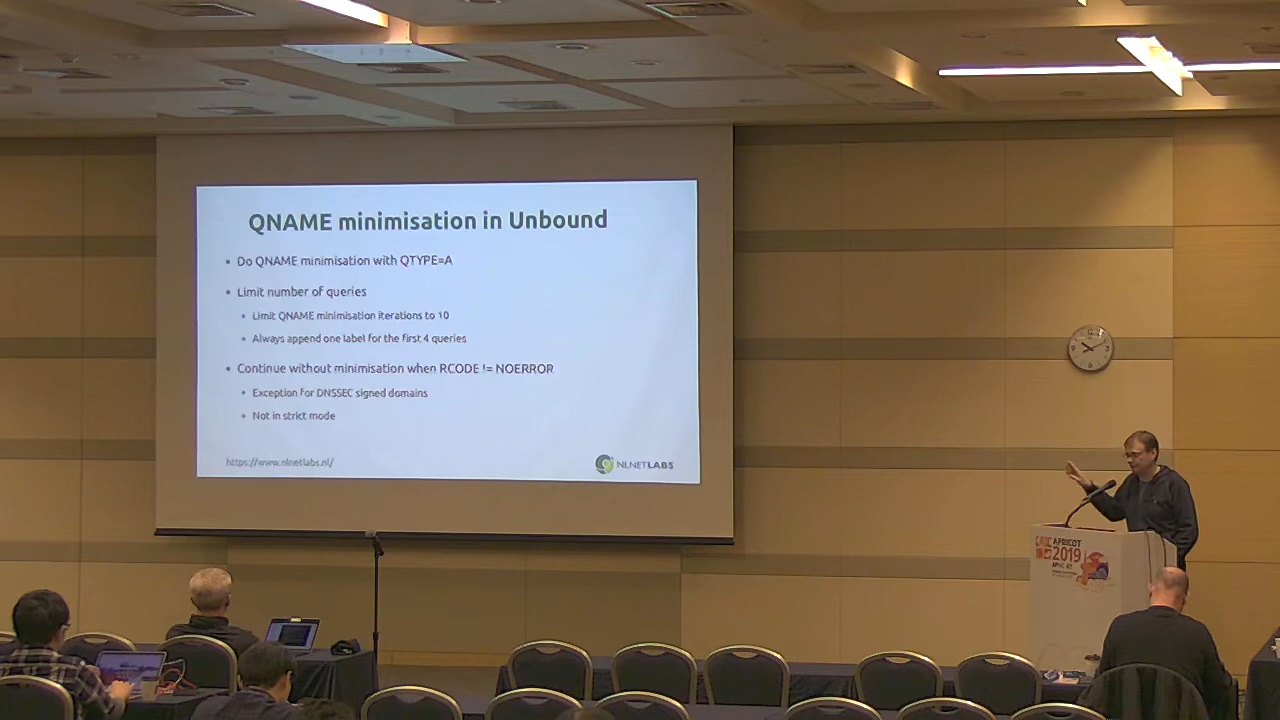 QNAME minimisation in Unbound
• Do QNAME minimisation with QTYPE=A
• Limit number of queries
• Limit QNAME minimisation iterations to 10
• Always append one label for the first 4 queries
• Continue without minimisation when RCODE != NOERROR
• Exception for DNSSEC signed domains
• Not in strict mode
https://www.nlnetlabs.nl/
NLNETLABS
APRICOT
2019